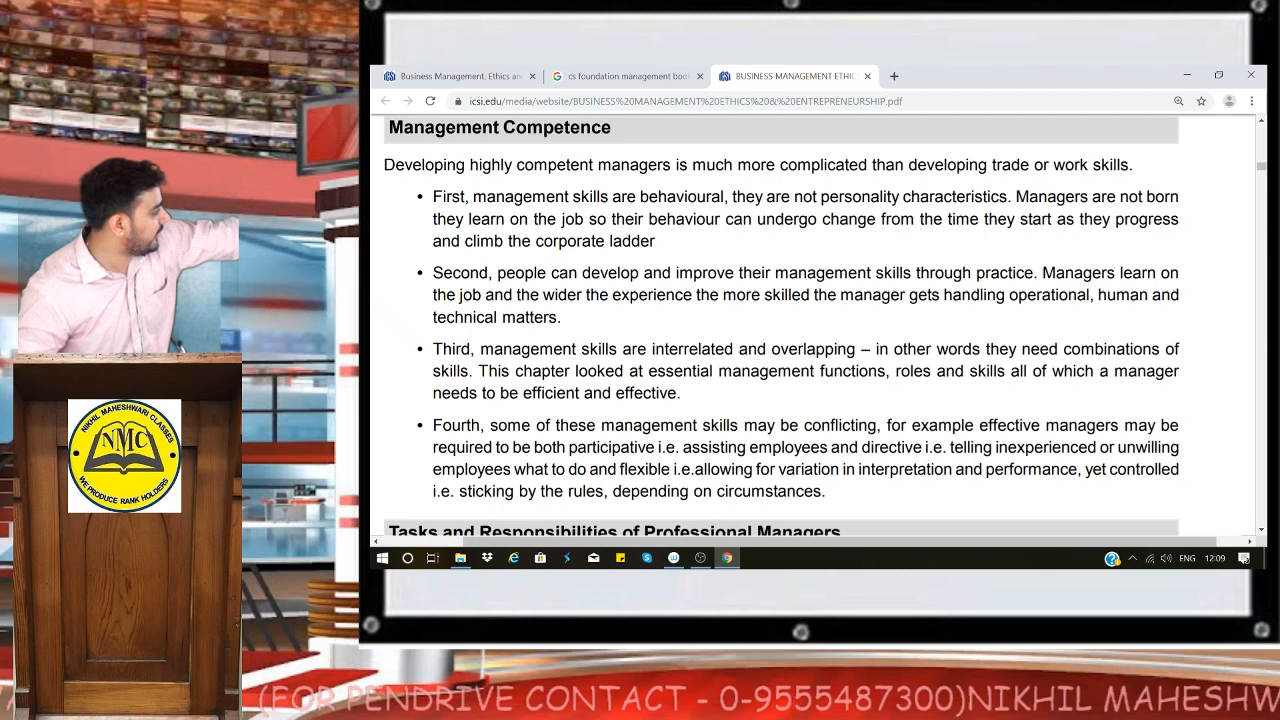 Business Management, Ethics an
cs foundation management boo
BUSINESS MANAGEMENT ETHIC
icsi.edu/media/website/BUSINESS%20MANAGEMENT%20ETHICS%20&%20ENTREPRENEURSHIP.pdf
Management Competence
Developing highly competent managers is much more complicated than developing trade or work skills.
• First, management skills are behavioural, they are not personality characteristics. Managers are not born
they learn on the job so their behaviour can undergo change from the time they start as they progress
and climb the corporate ladder
• Second, people can develop and improve their management skills through practice. Managers learn on
the job and the wider the experience the more skilled the manager gets handling operational, human and
technical matters.
• Third, management skills are interrelated and overlapping – in other words they need combinations of
skills. This chapter looked at essential management functions, roles and skills all of which a manager
needs to be efficient and effective.
• Fourth, some of these management skills may be conflicting, for example effective managers may be
required to be both participative i.e. assisting employees and directive i.e. telling inexperienced or unwilling
employees what to do and flexible i.e.allowing for variation in interpretation and performance, yet controlled
i.e. sticking by the rules, depending on circumstances.
Tasks and Responsibilities of Professional Managers
ENG
12:09
NIKHIL MAHESHWARI CLASSES
NMC
WE PRODUCE RANK HOLDERS
(FOR PENDRIVE CONTACT - 0-9555487300)NIKHIL MAHESHW